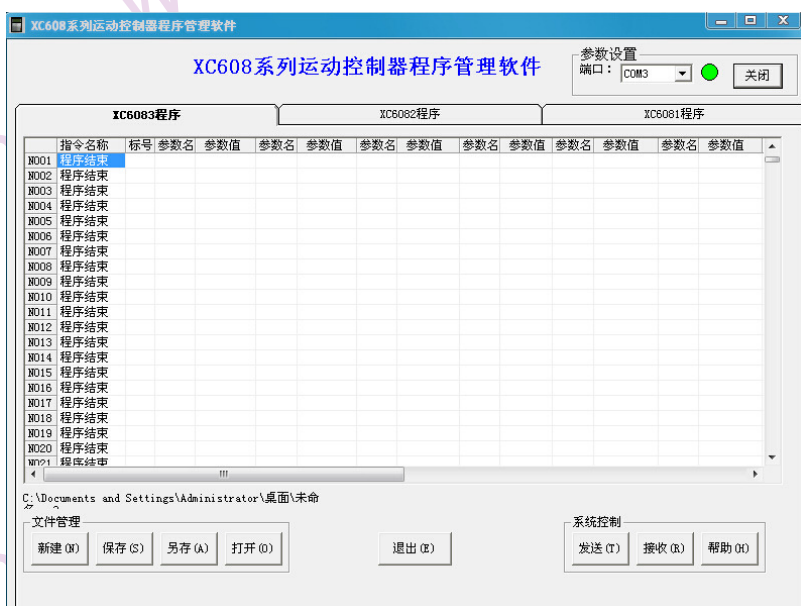 XC608系列运动控制器程序管理软件
XC608系列运动控制器程序管理软件
参数设置
端口： COM3 关闭
XC6083程序 XC6082程序 XC6081程序
指令名称 标号 参数名 参数值 参数名 参数值 参数名 参数值 参数名 参数值 参数名 参数值 参数名 参数值
N001 程序结束
N002 程序结束
N003 程序结束
N004 程序结束
N005 程序结束
N006 程序结束
N007 程序结束
N008 程序结束
N009 程序结束
N010 程序结束
N011 程序结束
N012 程序结束
N013 程序结束
N014 程序结束
N015 程序结束
N016 程序结束
N017 程序结束
N018 程序结束
N019 程序结束
N020 程序结束
N021 程序结束
C:\Documents and Settings\Administrator\桌面\未命
文件管理 系统控制
新建(N) 保存(S) 另存(A) 打开(O) 退出(E) 发送(T) 接收(R) 帮助(H)